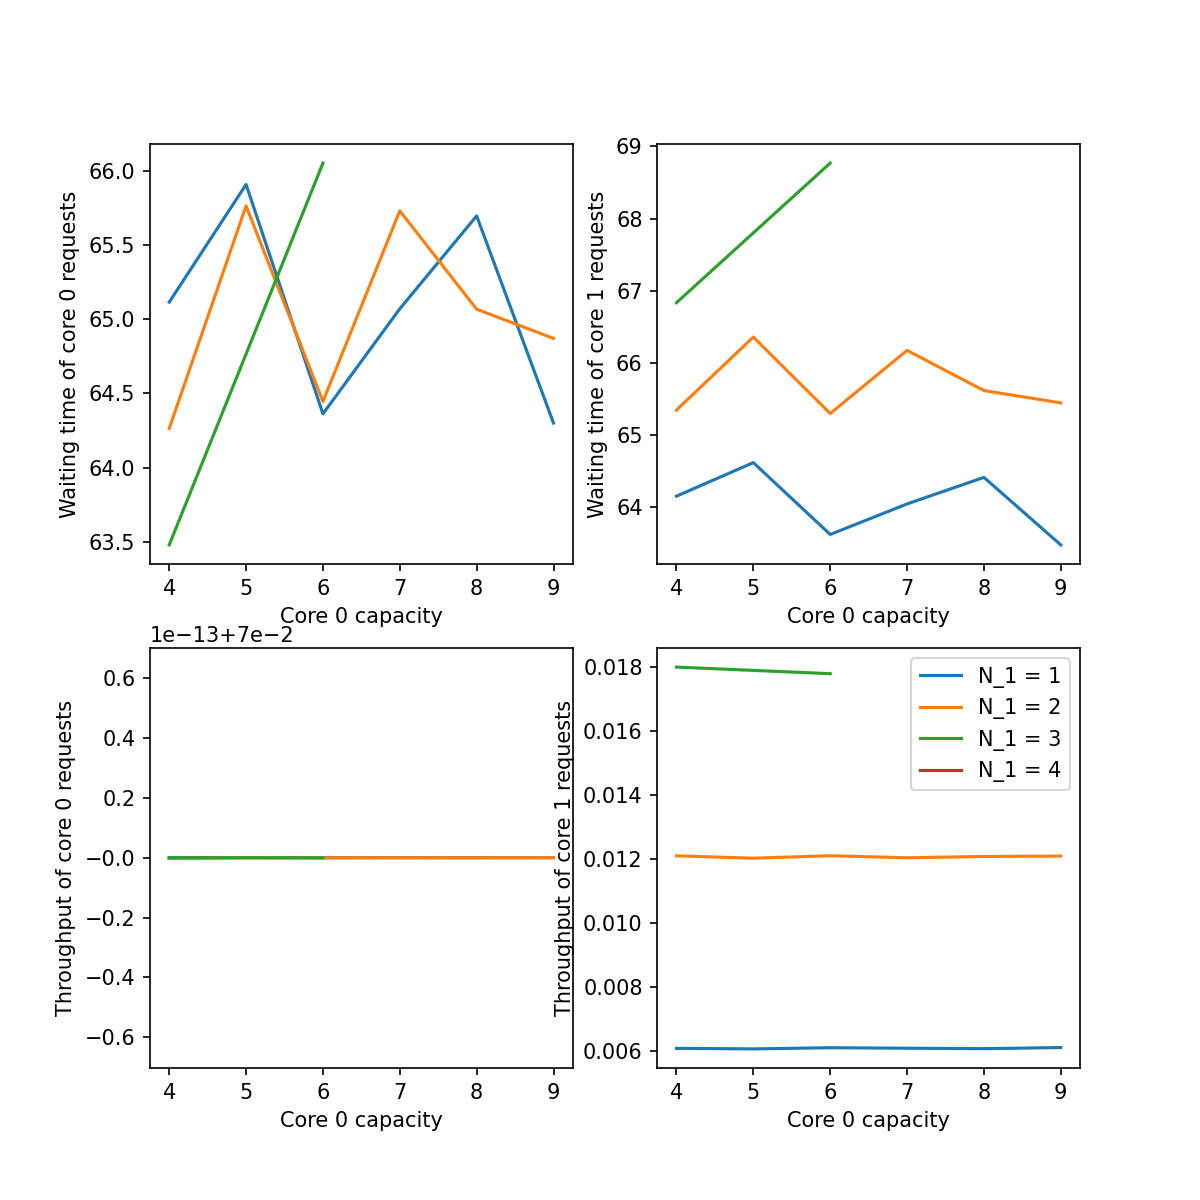 66.0
65.5
65.0
64.5
64.0
63.5
Waiting time of core 0 requests
4 5 6 7 8 9
Core 0 capacity
69
68
67
66
65
64
Waiting time of core 1 requests
4 5 6 7 8 9
Core 0 capacity
1e−13+7e−2
0.6
0.4
0.2
−0.0
−0.2
−0.4
−0.6
Throughput of core 0 requests
4 5 6 7 8 9
Core 0 capacity
0.018
0.016
0.014
0.012
0.010
0.008
0.006
Throughput of core 1 requests
4 5 6 7 8 9
Core 0 capacity
N_1 = 1
N_1 = 2
N_1 = 3
N_1 = 4